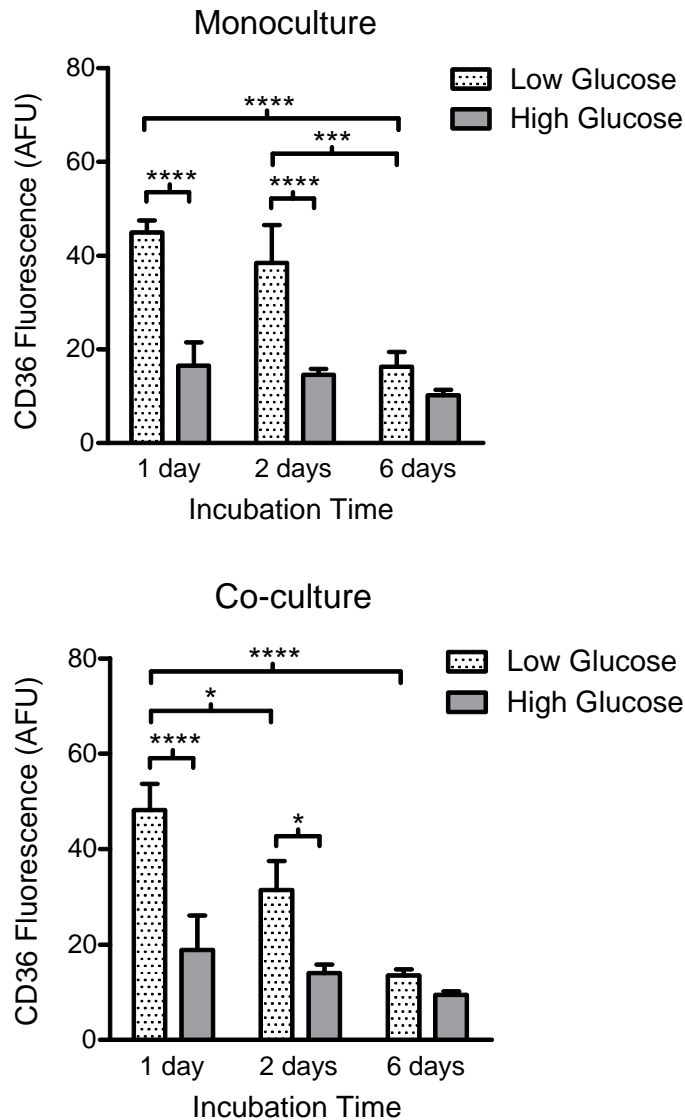 Monoculture
80
60
40
20
0
CD36 Fluorescence (AFU)
Low Glucose
High Glucose
****
***
****
****
1 day 2 days 6 days
Incubation Time
Co-culture
80
60
40
20
0
CD36 Fluorescence (AFU)
Low Glucose
High Glucose
****
*
****
*
1 day 2 days 6 days
Incubation Time